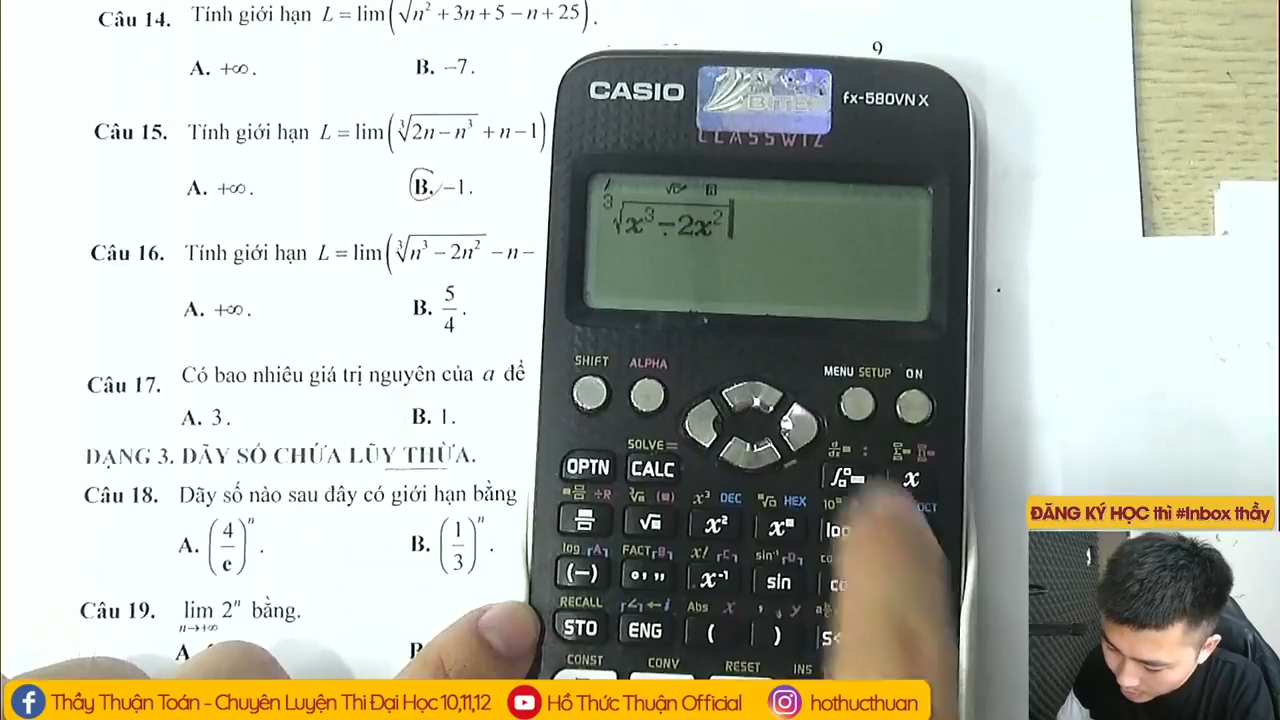 Câu 14. Tính giới hạn L = lim(√n² + 3n + 5 − n + 25).
9
A. +∞. B. −7.
Câu 15. Tính giới hạn L = lim(∛2n − n³ + n − 1)
A. +∞. B. −1.
Câu 16. Tính giới hạn L = lim(∛n³ − 2n² − n −
A. +∞. B. 5/4.
Câu 17. Có bao nhiêu giá trị nguyên của a để
A. 3. B. 1.
DẠNG 3. DÃY SỐ CHỨA LŨY THỪA.
Câu 18. Dãy số nào sau đây có giới hạn bằng
A. (4/e)ⁿ. B. (1/3)ⁿ.
Câu 19. lim 2ⁿ bằng.
n→+∞
A
CASIO
fx-580VN X
CLASSWIZ
∛x³−2x²
SHIFT ALPHA
MENU SETUP ON
SOLVE =
OPTN CALC
x
÷R x³ DEC HEX
x²
log FACT x! sin⁻¹
(−) x⁻¹ sin
RECALL Abs
STO ENG ( )
CONST CONV RESET INS
ĐĂNG KÝ HỌC thì #Inbox thầy
Thầy Thuận Toán - Chuyên Luyện Thi Đại Học 10,11,12
Hồ Thức Thuận Official
hothucthuan